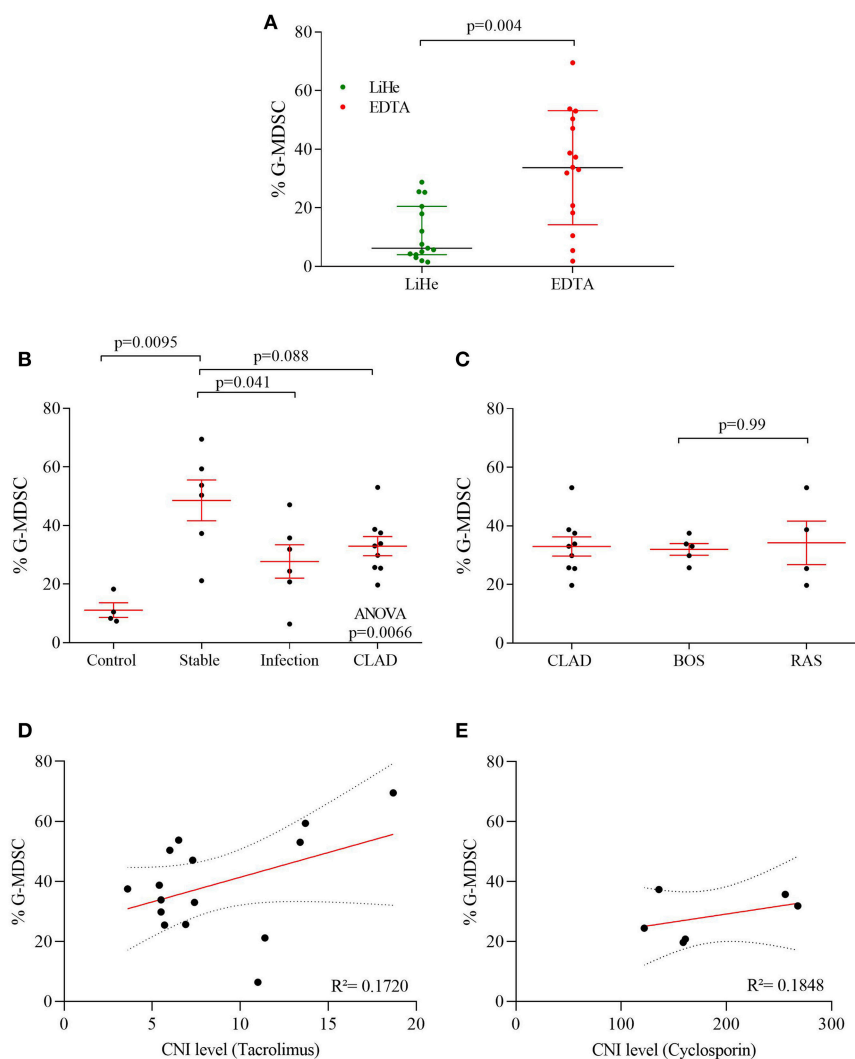 A
p=0.004
LiHe
EDTA
% G-MDSC
80
60
40
20
0
LiHe
EDTA
B
p=0.0095
p=0.088
p=0.041
% G-MDSC
80
60
40
20
0
ANOVA
p=0.0066
Control
Stable
Infection
CLAD
C
p=0.99
% G-MDSC
80
60
40
20
0
CLAD
BOS
RAS
D
% G-MDSC
80
60
40
20
0
R²= 0.1720
0
5
10
15
20
CNI level (Tacrolimus)
E
% G-MDSC
80
60
40
20
0
R²= 0.1848
0
100
200
300
CNI level (Cyclosporin)